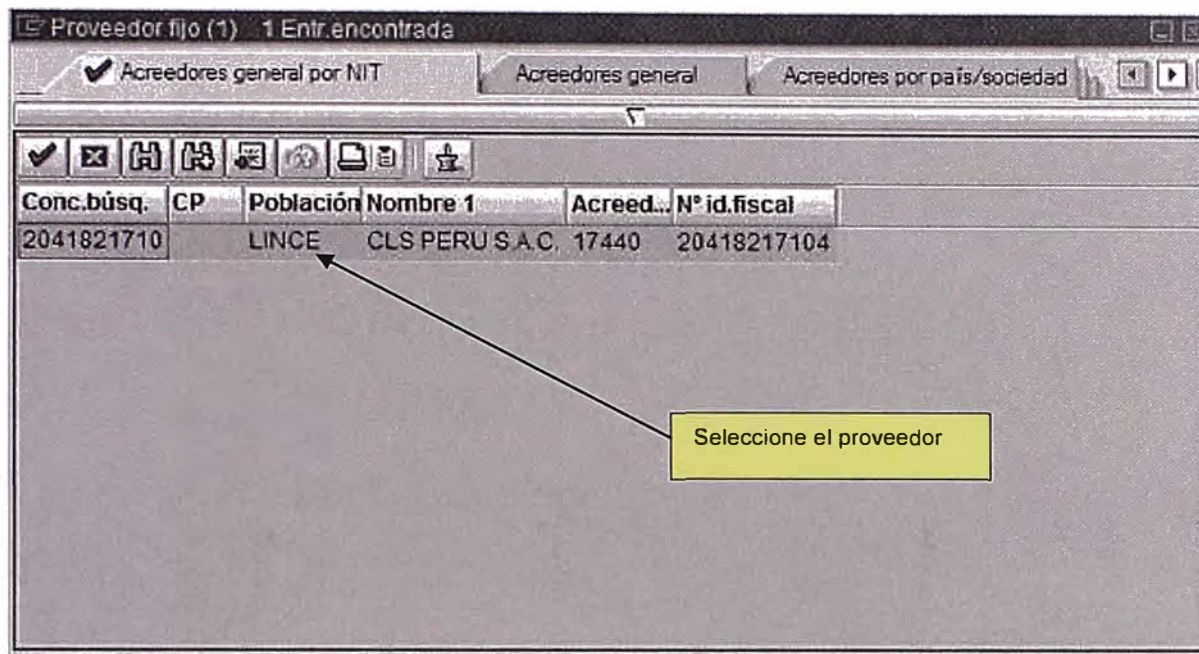 Proveedor fijo (1) 1 Entr.encontrada
Acreedores general por NIT Acreedores general Acreedores por país/sociedad
Conc.búsq. CP Población Nombre 1 Acreed... Nº id.fiscal
2041821710 LINCE CLS PERU S.A.C. 17440 20418217104
Seleccione el proveedor